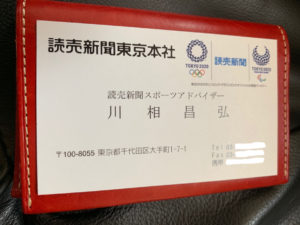 読売新聞東京本社
TOKYO 2020
読売新聞
TOKYO 2020
読売新聞スポーツアドバイザー
川相昌弘
〒100-8055 東京都千代田区大手町1-7-1
Tel 03
Fax 03
携帯